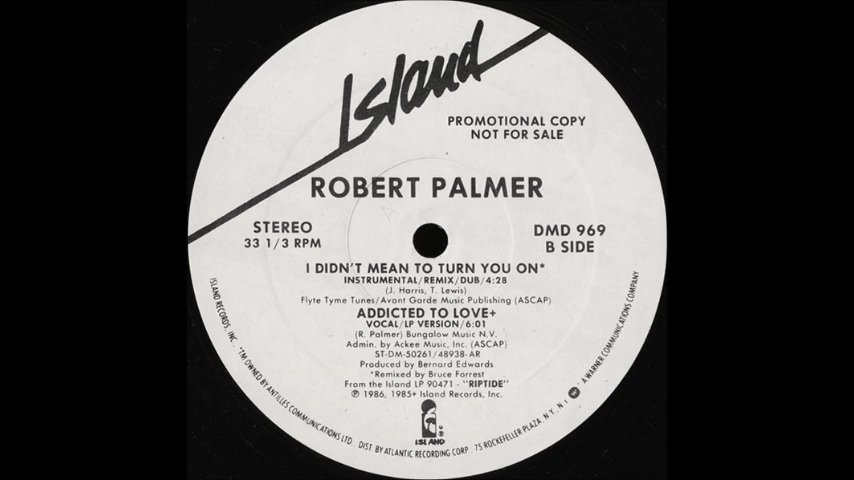 Island
PROMOTIONAL COPY
NOT FOR SALE
ROBERT PALMER
STEREO
33 1/3 RPM
DMD 969
B SIDE
I DIDN'T MEAN TO TURN YOU ON*
INSTRUMENTAL/REMIX/DUB/4:28
(J. Harris, T. Lewis)
Flyte Tyme Tunes/Avant Garde Music Publishing (ASCAP)
ADDICTED TO LOVE+
VOCAL/LP VERSION/6:01
(R. Palmer) Bungalow Music N.V.
Admin. by Ackee Music, Inc. (ASCAP)
ST-DM-50261/48938-AR
Produced by Bernard Edwards
*Remixed by Bruce Forrest
From the Island LP 90471 - "RIPTIDE"
℗ 1986, 1985+ Island Records, Inc.
ISLAND
ISLAND RECORDS, INC. *TM OWNED BY ANTILLES COMMUNICATIONS LTD. DIST. BY ATLANTIC RECORDING CORP. 75 ROCKEFELLER PLAZA, N.Y., N.Y. A WARNER COMMUNICATIONS COMPANY